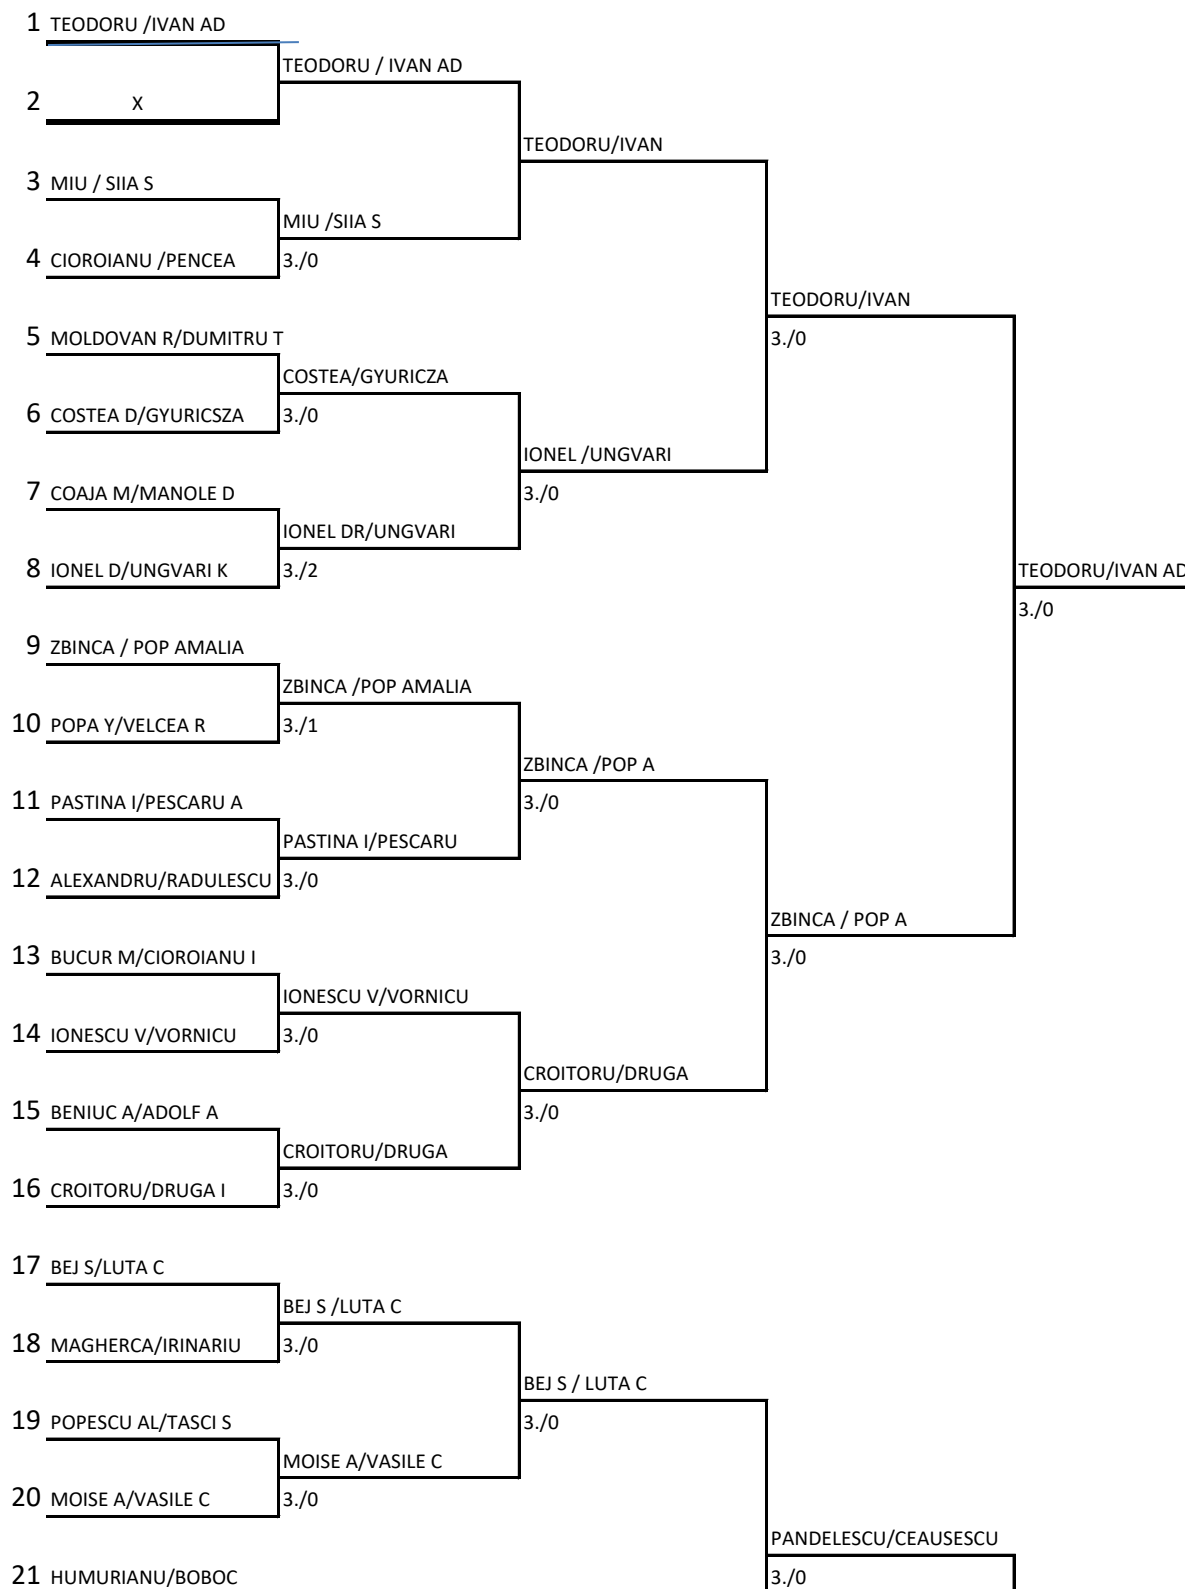 1 TEODORU /IVAN AD
TEODORU / IVAN AD
2 X
TEODORU/IVAN
3 MIU / SIIA S
MIU /SIIA S
4 CIOROIANU /PENCEA 3./0
TEODORU/IVAN
5 MOLDOVAN R/DUMITRU T 3./0
COSTEA/GYURICZA
6 COSTEA D/GYURICSZA 3./0
IONEL /UNGVARI
7 COAJA M/MANOLE D 3./0
IONEL DR/UNGVARI
8 IONEL D/UNGVARI K 3./2 TEODORU/IVAN AD
3./0
9 ZBINCA / POP AMALIA
ZBINCA /POP AMALIA
10 POPA Y/VELCEA R 3./1
ZBINCA /POP A
11 PASTINA I/PESCARU A 3./0
PASTINA I/PESCARU
12 ALEXANDRU/RADULESCU 3./0
ZBINCA / POP A
13 BUCUR M/CIOROIANU I 3./0
IONESCU V/VORNICU
14 IONESCU V/VORNICU 3./0
CROITORU/DRUGA
15 BENIUC A/ADOLF A 3./0
CROITORU/DRUGA
16 CROITORU/DRUGA I 3./0
17 BEJ S/LUTA C
BEJ S /LUTA C
18 MAGHERCA/IRINARIU 3./0
BEJ S / LUTA C
19 POPESCU AL/TASCI S 3./0
MOISE A/VASILE C
20 MOISE A/VASILE C 3./0
PANDELESCU/CEAUSESCU
21 HUMURIANU/BOBOC 3./0